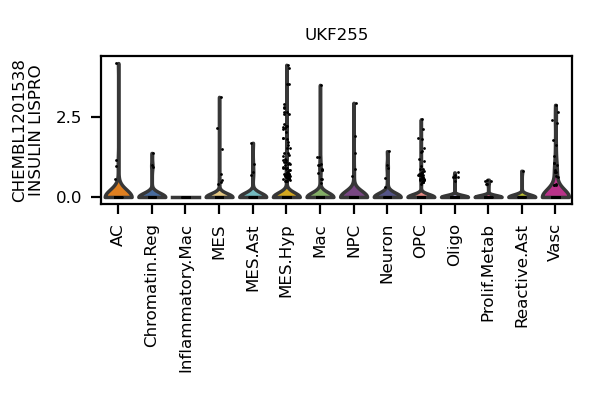 UKF255
CHEMBL1201538
INSULIN LISPRO
2.5
0.0
AC
Chromatin.Reg
Inflammatory.Mac
MES
MES.Ast
MES.Hyp
Mac
NPC
Neuron
OPC
Oligo
Prolif.Metab
Reactive.Ast
Vasc